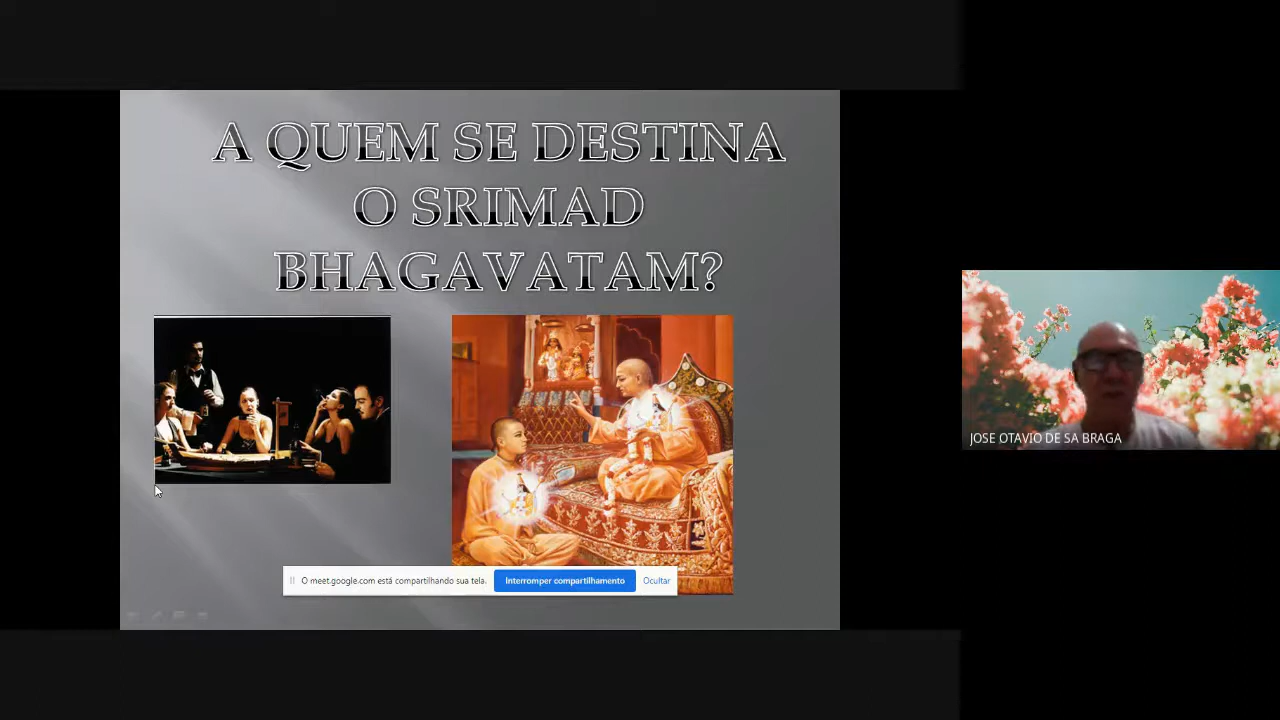 A QUEM SE DESTINA
O SRIMAD
BHAGAVATAM?
JOSE OTAVIO DE SA BRAGA
O meet.google.com está compartilhando sua tela.
Interromper compartilhamento
Ocultar